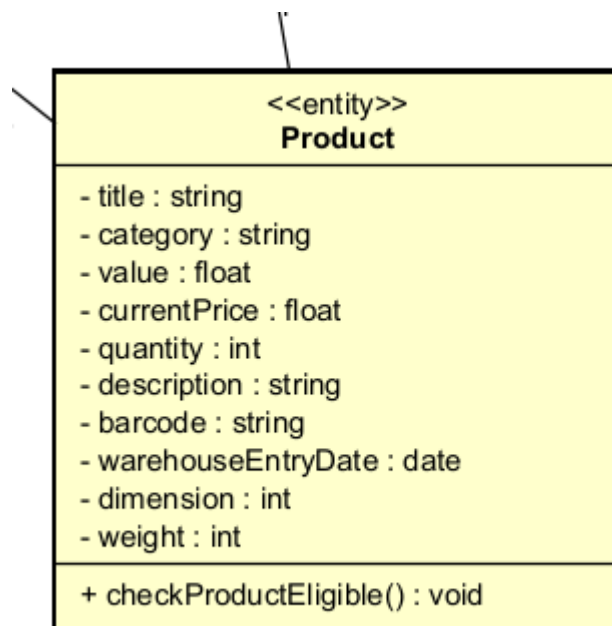 <<entity>>
Product
- title : string
- category : string
- value : float
- currentPrice : float
- quantity : int
- description : string
- barcode : string
- warehouseEntryDate : date
- dimension : int
- weight : int
+ checkProductEligible() : void